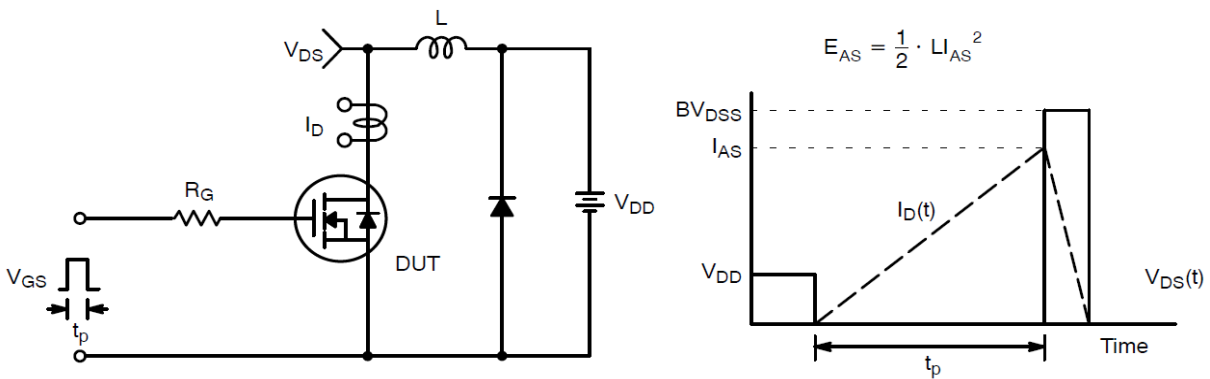 L
V_DS
I_D
R_G
DUT
V_GS
t_p
V_DD
E_AS = 1/2 · LI_AS^2
BV_DSS
I_AS
I_D(t)
V_DD
V_DS(t)
t_p
Time